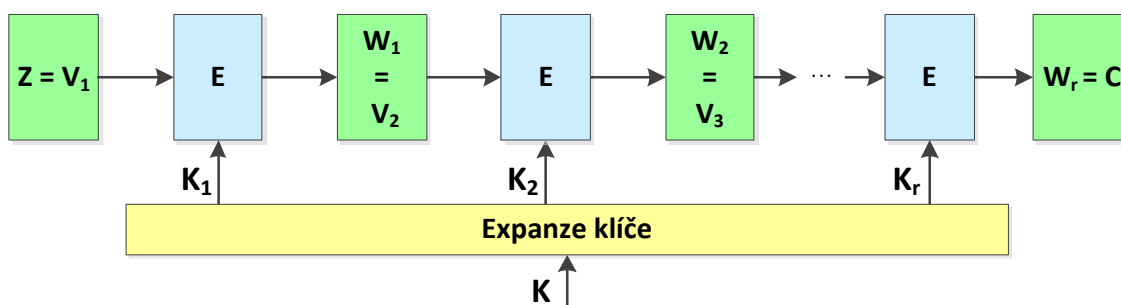 Z = V₁
E
W₁
=
V₂
E
W₂
=
V₃
...
E
Wᵣ = C
K₁
K₂
Kᵣ
Expanze klíče
K